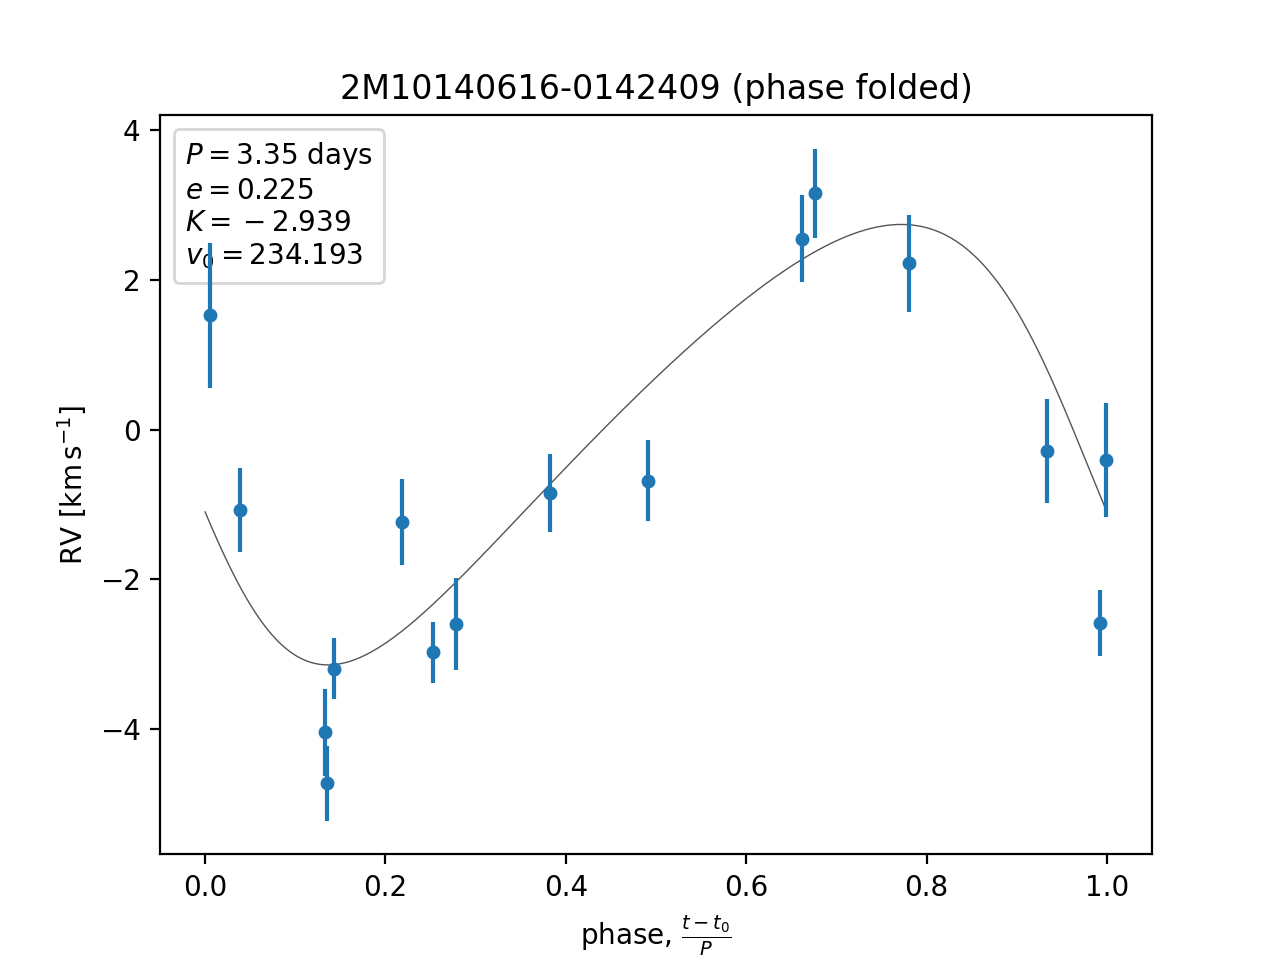 2M10140616-0142409 (phase folded)
P = 3.35 days
e = 0.225
K = − 2.939
v₀ = 234.193
RV [km s⁻¹]
4
2
0
−2
−4
0.0 0.2 0.4 0.6 0.8 1.0
phase, (t − t₀)/P